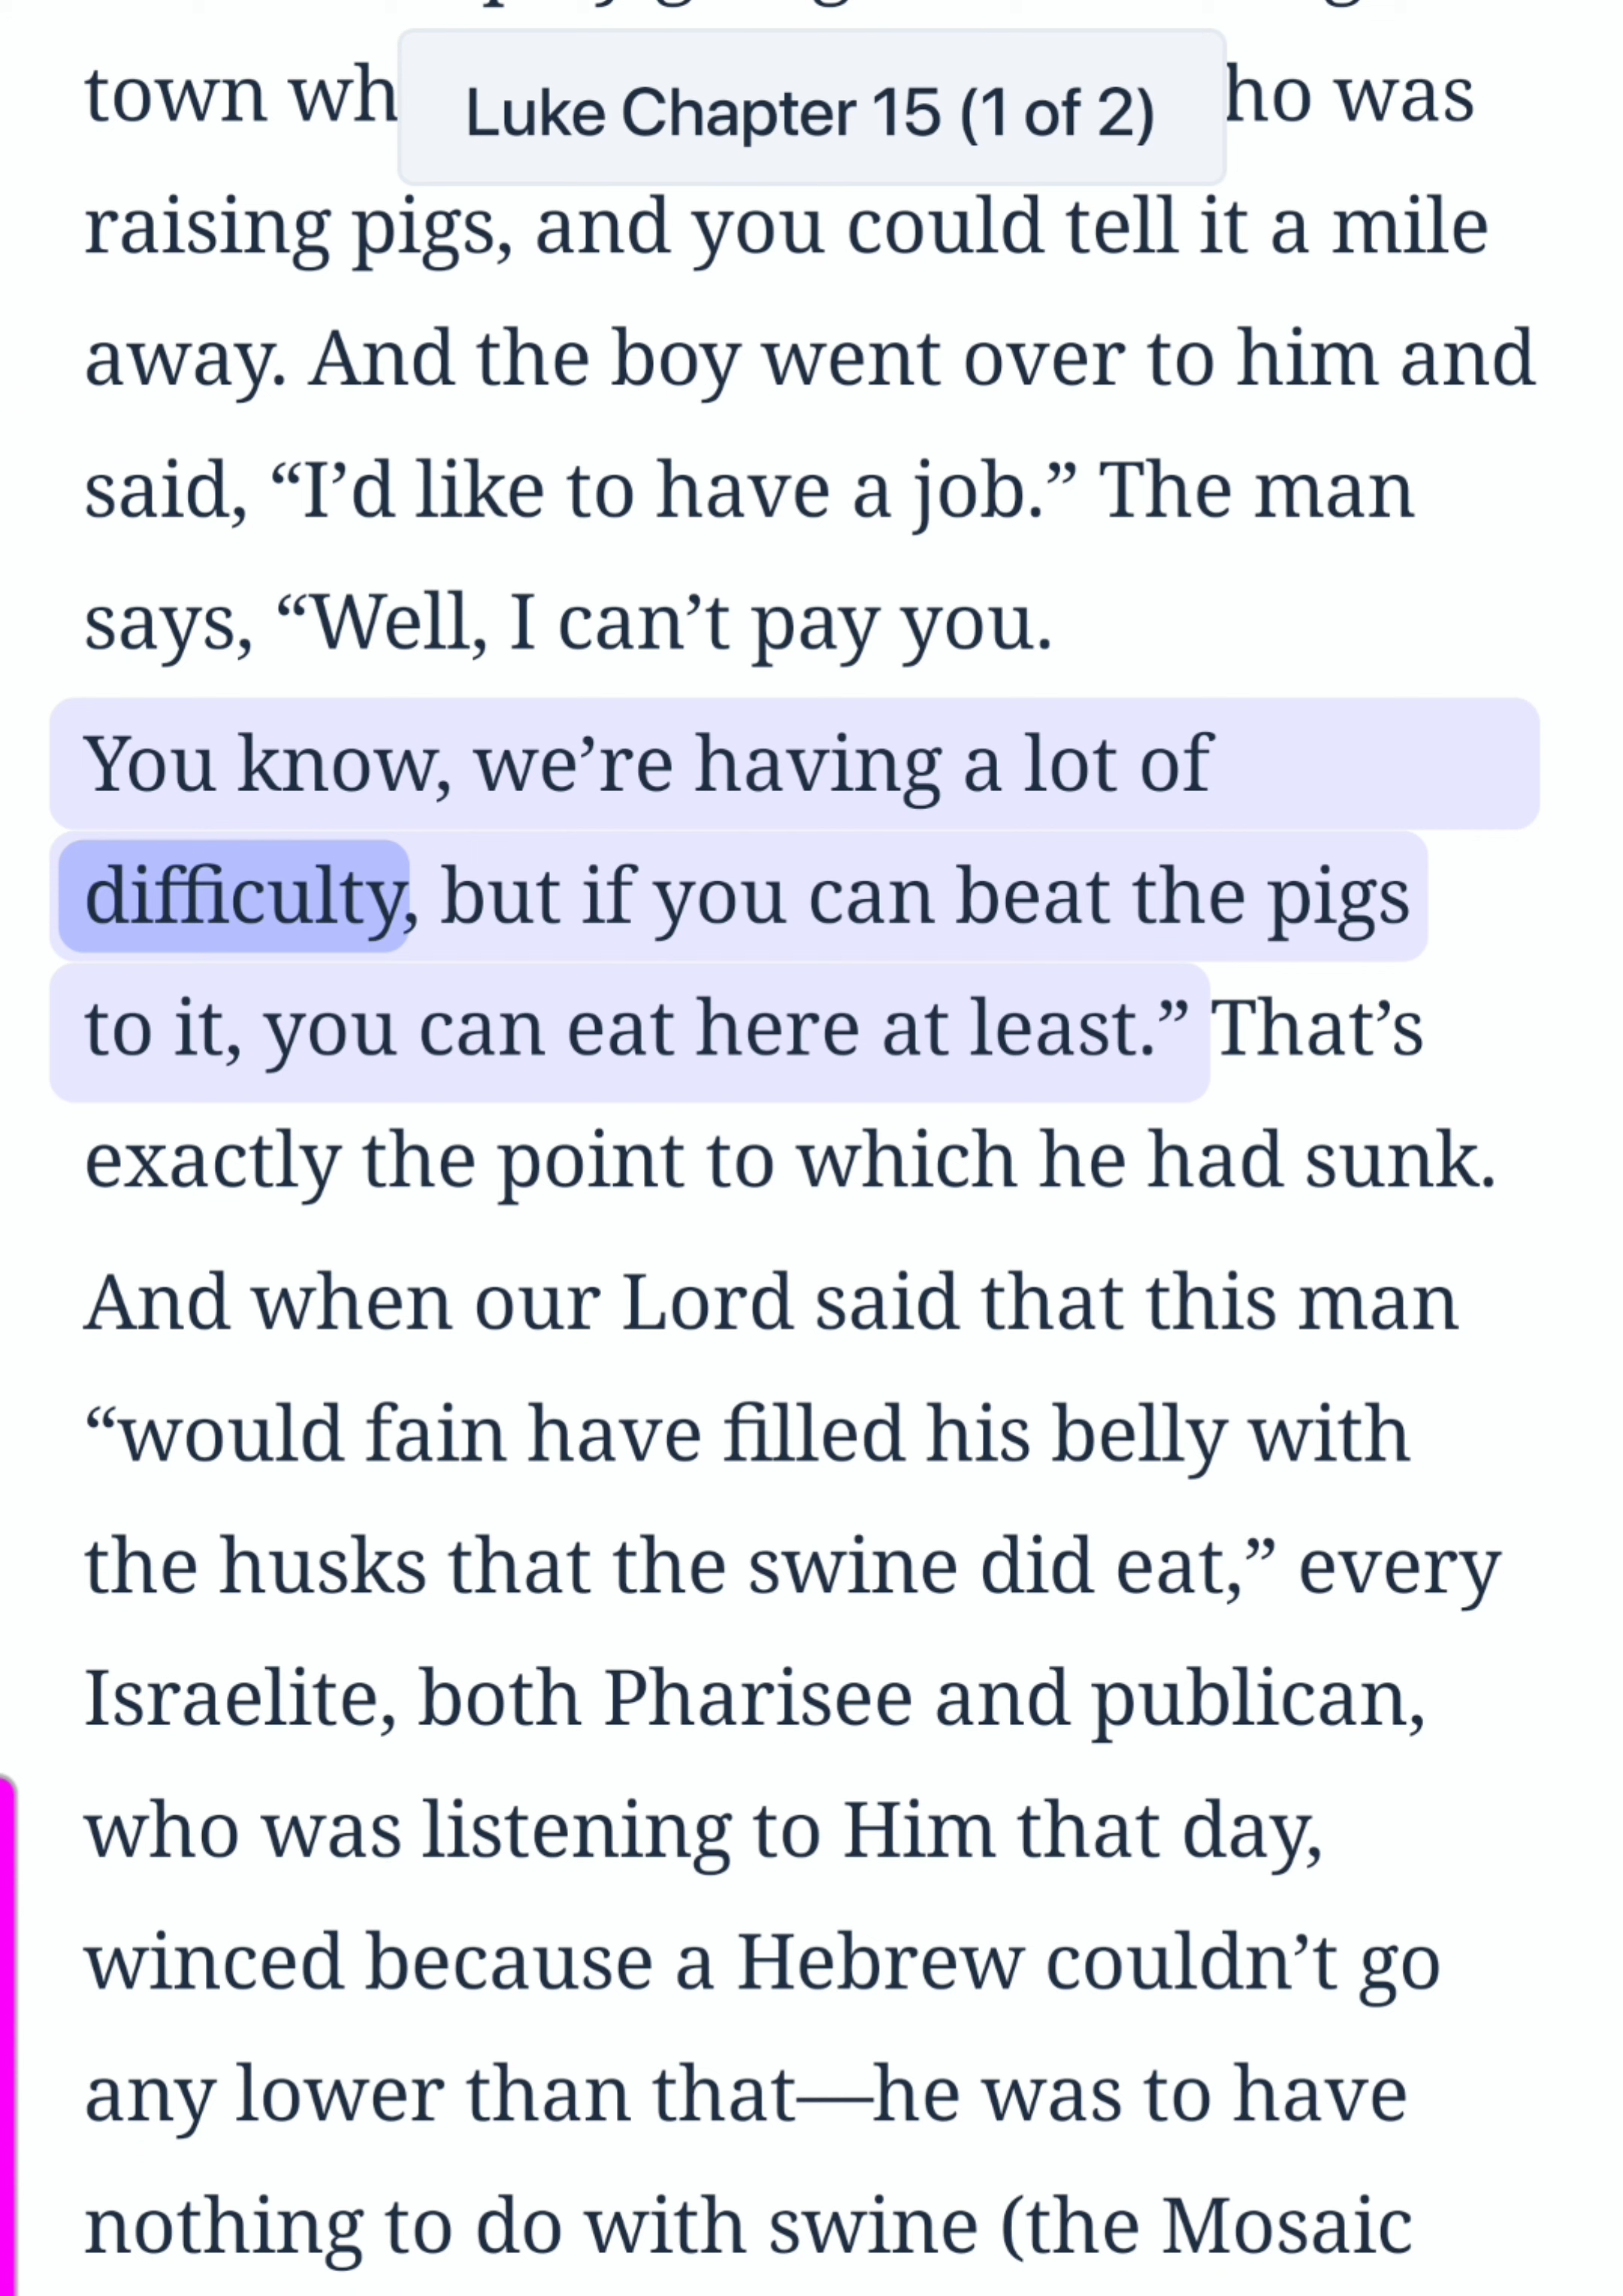 Luke Chapter 15 (1 of 2)
town wh ho was
raising pigs, and you could tell it a mile
away. And the boy went over to him and
said, “I’d like to have a job.” The man
says, “Well, I can’t pay you.
You know, we’re having a lot of
difficulty, but if you can beat the pigs
to it, you can eat here at least.” That’s
exactly the point to which he had sunk.
And when our Lord said that this man
“would fain have filled his belly with
the husks that the swine did eat,” every
Israelite, both Pharisee and publican,
who was listening to Him that day,
winced because a Hebrew couldn’t go
any lower than that—he was to have
nothing to do with swine (the Mosaic